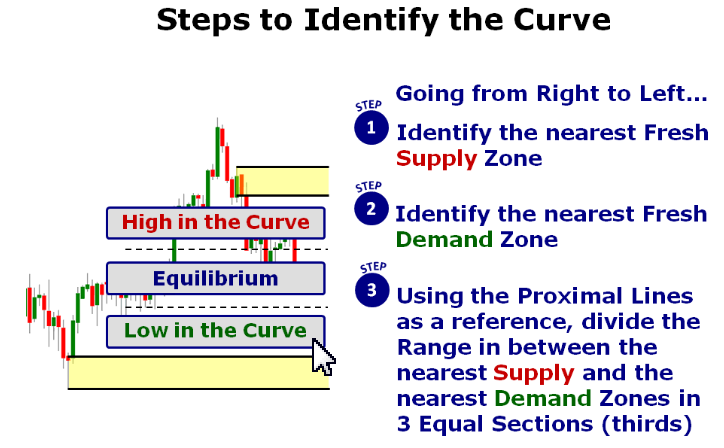 Steps to Identify the Curve
Going from Right to Left...
STEP
1
Identify the nearest Fresh
Supply Zone
STEP
2
Identify the nearest Fresh
Demand Zone
STEP
3
Using the Proximal Lines
as a reference, divide the
Range in between the
nearest Supply and the
nearest Demand Zones in
3 Equal Sections (thirds)
High in the Curve
Equilibrium
Low in the Curve